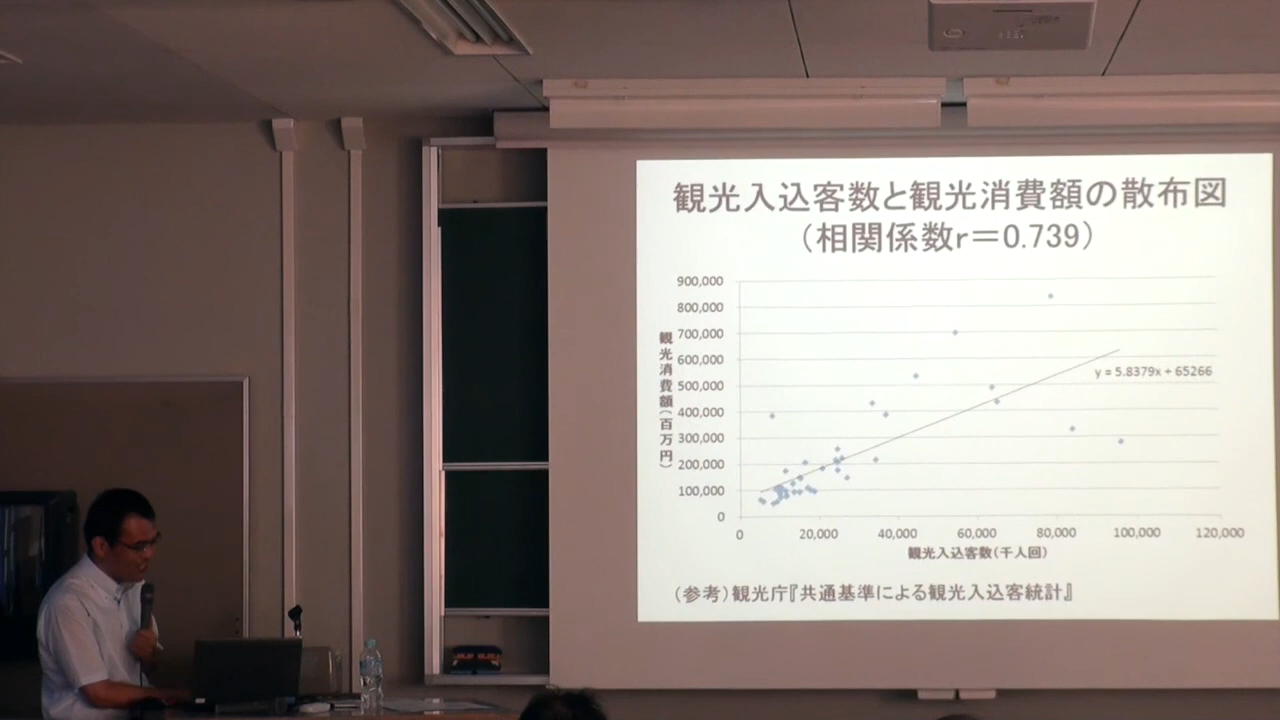 観光入込客数と観光消費額の散布図
（相関係数r＝0.739）
900,000
800,000
700,000
600,000
500,000
400,000
300,000
200,000
100,000
0
観光消費額（百万円）
y = 5.8379x + 65266
0 20,000 40,000 60,000 80,000 100,000 120,000
観光入込客数（千人回）
（参考）観光庁『共通基準による観光入込客統計』